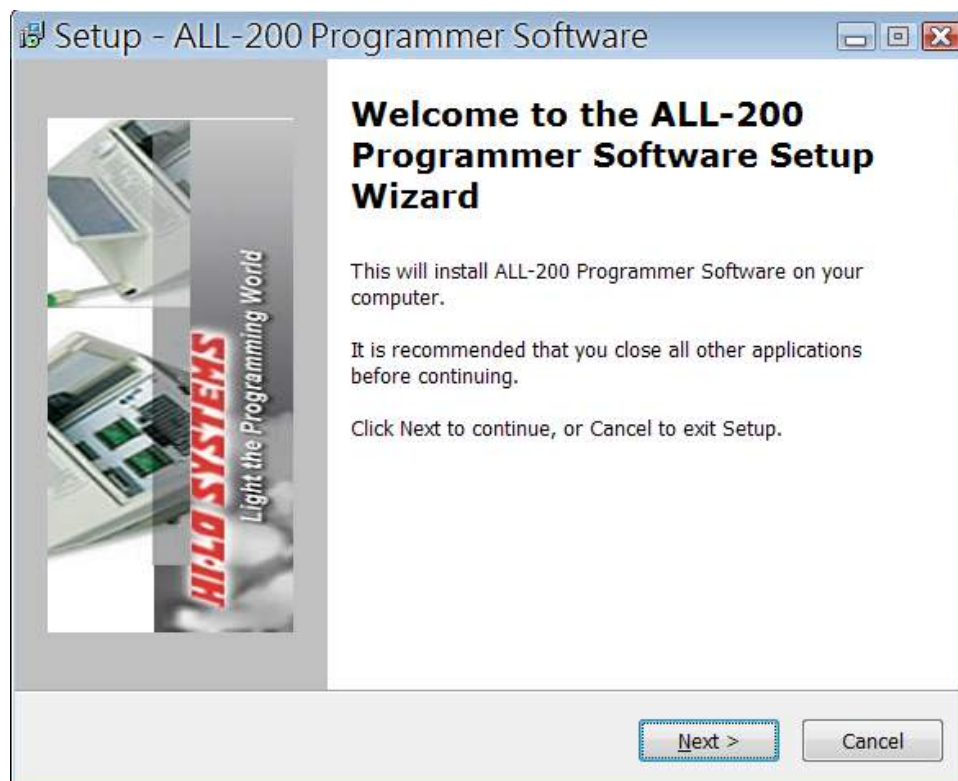 Setup - ALL-200 Programmer Software
HI-LO SYSTEMS
Light the Programming World
Welcome to the ALL-200
Programmer Software Setup
Wizard
This will install ALL-200 Programmer Software on your
computer.
It is recommended that you close all other applications
before continuing.
Click Next to continue, or Cancel to exit Setup.
Next >
Cancel